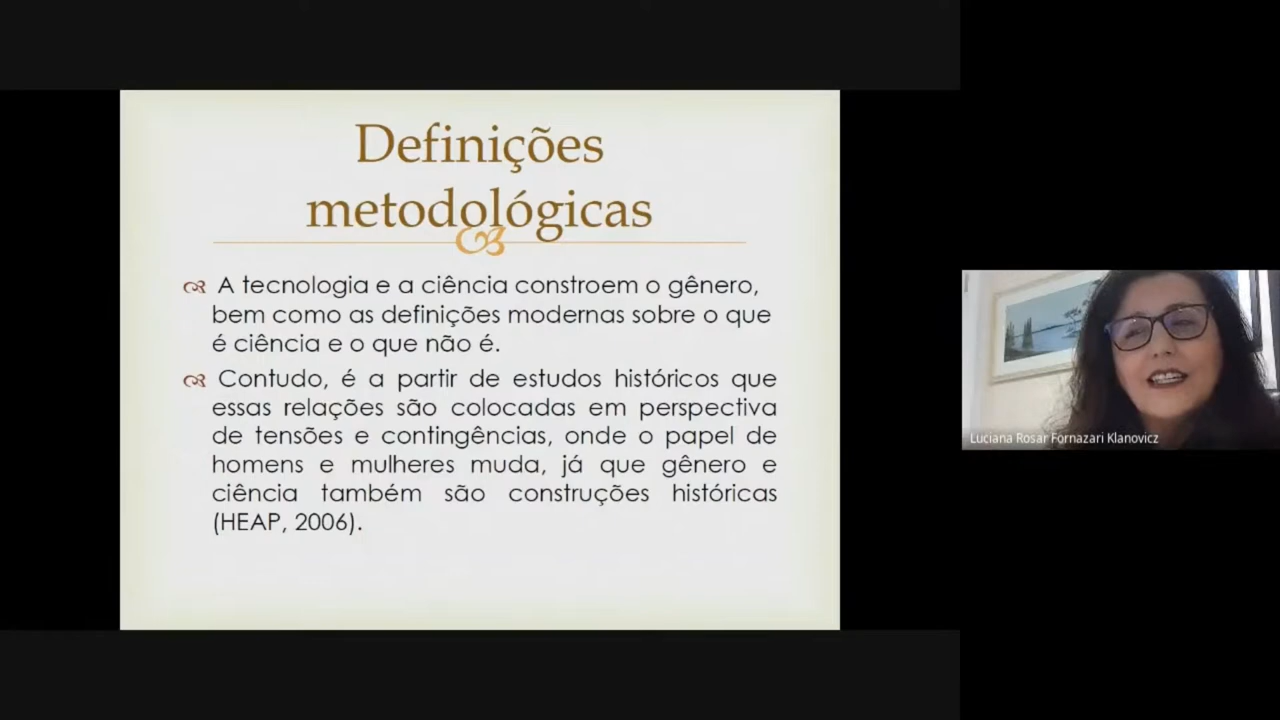 Definições
metodológicas
A tecnologia e a ciência constroem o gênero,
bem como as definições modernas sobre o que
é ciência e o que não é.
Contudo, é a partir de estudos históricos que
essas relações são colocadas em perspectiva
de tensões e contingências, onde o papel de
homens e mulheres muda, já que gênero e
ciência também são construções históricas
(HEAP, 2006).
Luciana Rosar Fornazari Klanovicz